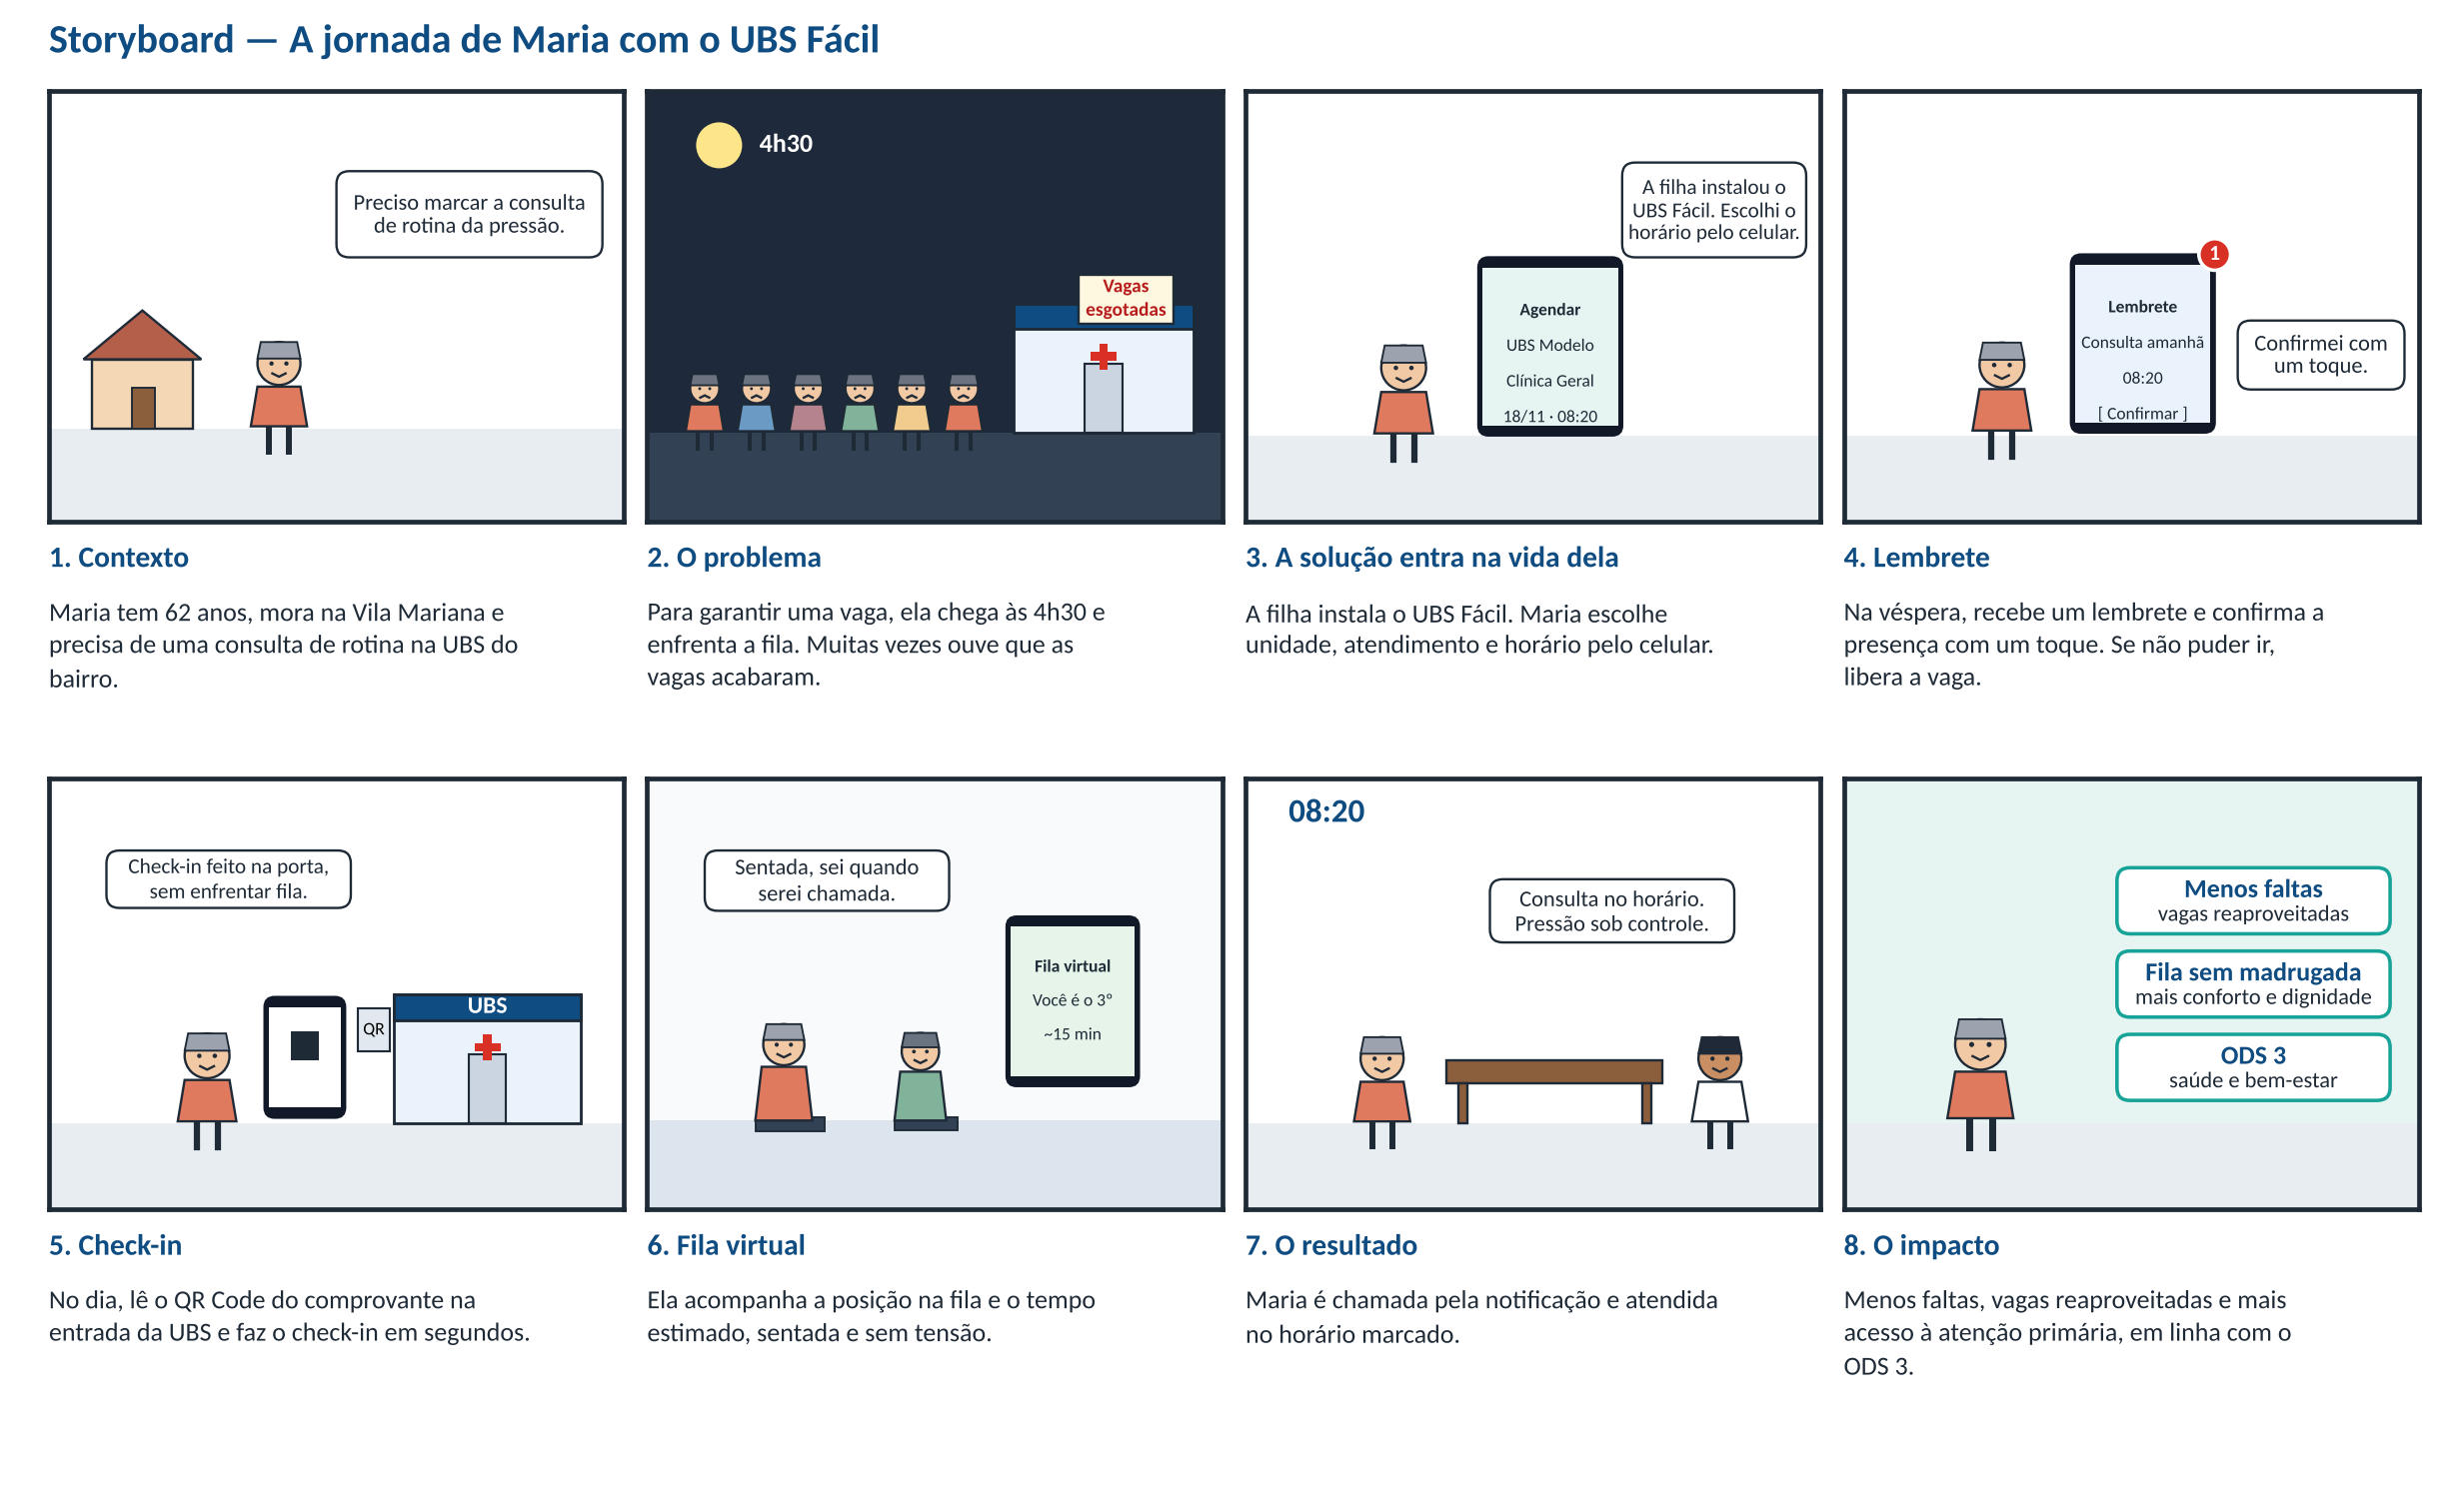 Storyboard — A jornada de Maria com o UBS Fácil
Preciso marcar a consulta
de rotina da pressão.
1. Contexto
Maria tem 62 anos, mora na Vila Mariana e
precisa de uma consulta de rotina na UBS do
bairro.
4h30
Vagas
esgotadas
2. O problema
Para garantir uma vaga, ela chega às 4h30 e
enfrenta a fila. Muitas vezes ouve que as
vagas acabaram.
A filha instalou o
UBS Fácil. Escolhi o
horário pelo celular.
Agendar
UBS Modelo
Clínica Geral
18/11 · 08:20
3. A solução entra na vida dela
A filha instala o UBS Fácil. Maria escolhe
unidade, atendimento e horário pelo celular.
1
Lembrete
Consulta amanhã
08:20
[ Confirmar ]
Confirmei com
um toque.
4. Lembrete
Na véspera, recebe um lembrete e confirma a
presença com um toque. Se não puder ir,
libera a vaga.
Check-in feito na porta,
sem enfrentar fila.
QR
UBS
5. Check-in
No dia, lê o QR Code do comprovante na
entrada da UBS e faz o check-in em segundos.
Sentada, sei quando
serei chamada.
Fila virtual
Você é o 3º
~15 min
6. Fila virtual
Ela acompanha a posição na fila e o tempo
estimado, sentada e sem tensão.
08:20
Consulta no horário.
Pressão sob controle.
7. O resultado
Maria é chamada pela notificação e atendida
no horário marcado.
Menos faltas
vagas reaproveitadas
Fila sem madrugada
mais conforto e dignidade
ODS 3
saúde e bem-estar
8. O impacto
Menos faltas, vagas reaproveitadas e mais
acesso à atenção primária, em linha com o
ODS 3.